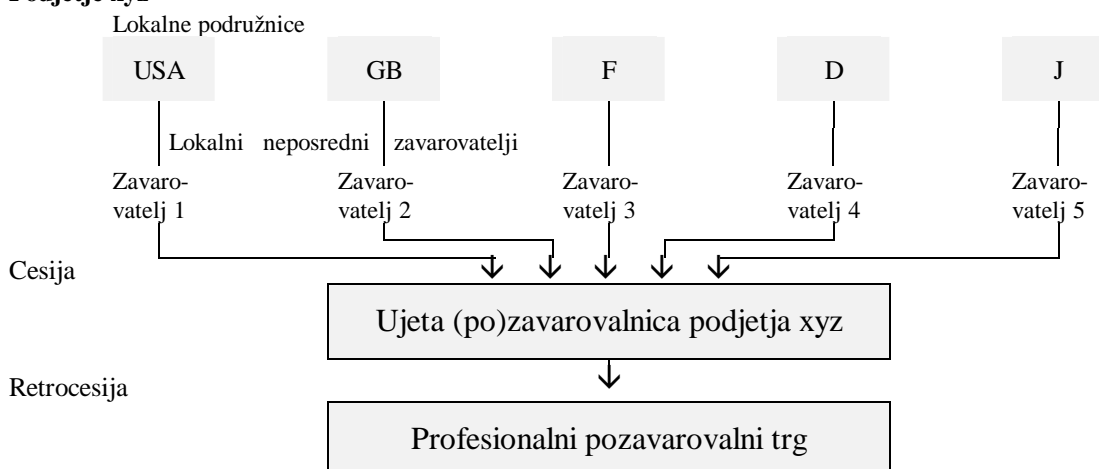 Lokalne podružnice
USA GB F D J
Lokalni neposredni zavarovatelji
Zavaro- Zavaro- Zavaro- Zavaro- Zavaro-
vatelj 1 vatelj 2 vatelj 3 vatelj 4 vatelj 5
Cesija
Ujeta (po)zavarovalnica podjetja xyz
Retrocesija
Profesionalni pozavarovalni trg